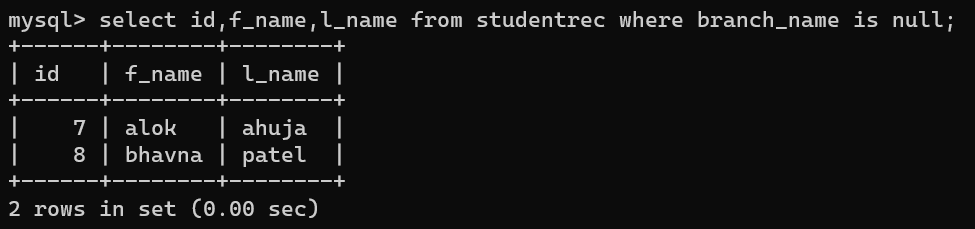 mysql> select id,f_name,l_name from studentrec where branch_name is null;
+------+--------+--------+
| id   | f_name | l_name |
+------+--------+--------+
|    7 | alok   | ahuja  |
|    8 | bhavna | patel  |
+------+--------+--------+
2 rows in set (0.00 sec)